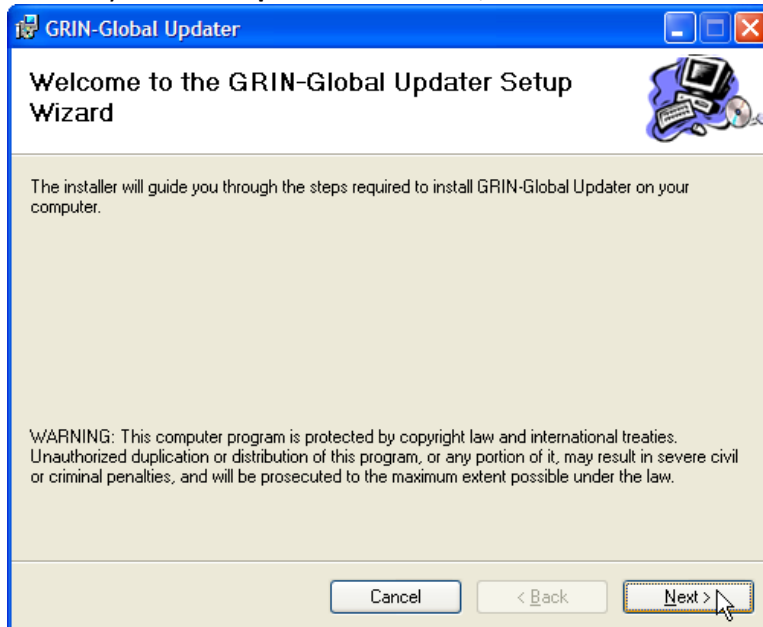 GRIN-Global Updater
Welcome to the GRIN-Global Updater Setup
Wizard
The installer will guide you through the steps required to install GRIN-Global Updater on your
computer.
WARNING: This computer program is protected by copyright law and international treaties.
Unauthorized duplication or distribution of this program, or any portion of it, may result in severe civil
or criminal penalties, and will be prosecuted to the maximum extent possible under the law.
Cancel
< Back
Next >